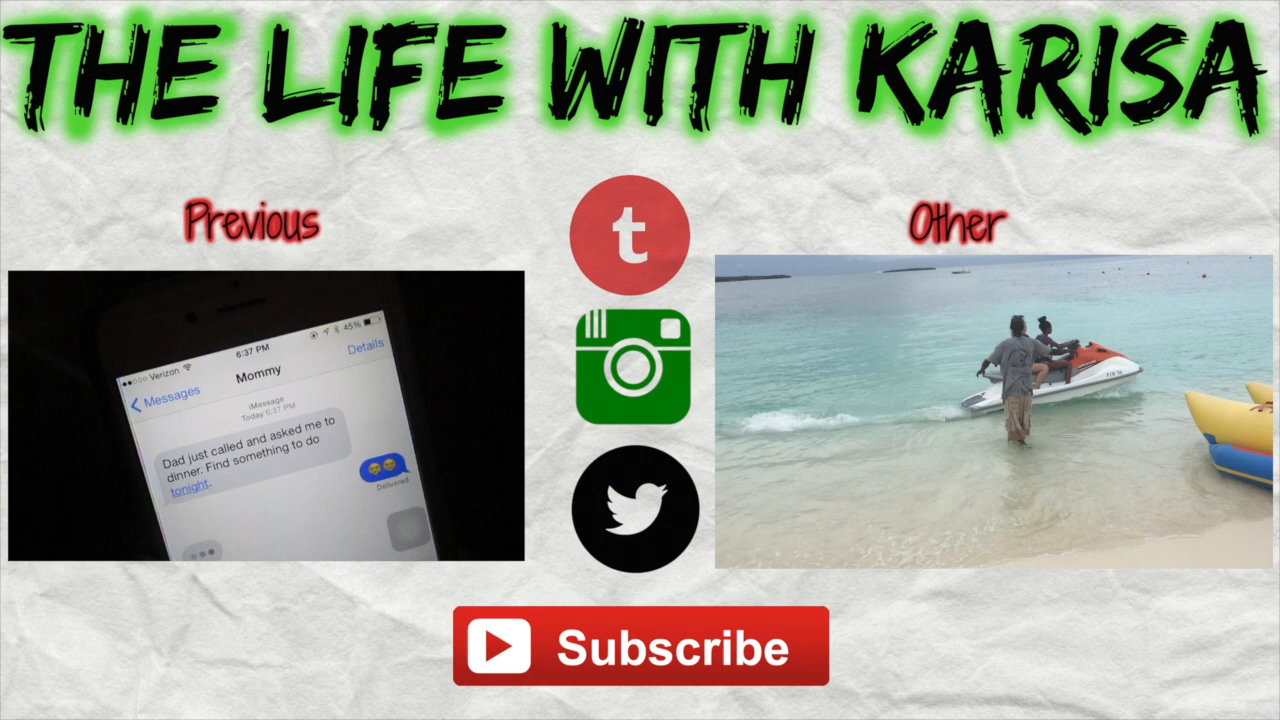 THE LIFE WITH KARISA
Previous
Other
t
Verizon
6:37 PM
45%
Messages
Mommy
Details
iMessage
Today 6:37 PM
Dad just called and asked me to
dinner. Find something to do
tonight.
Delivered
Subscribe